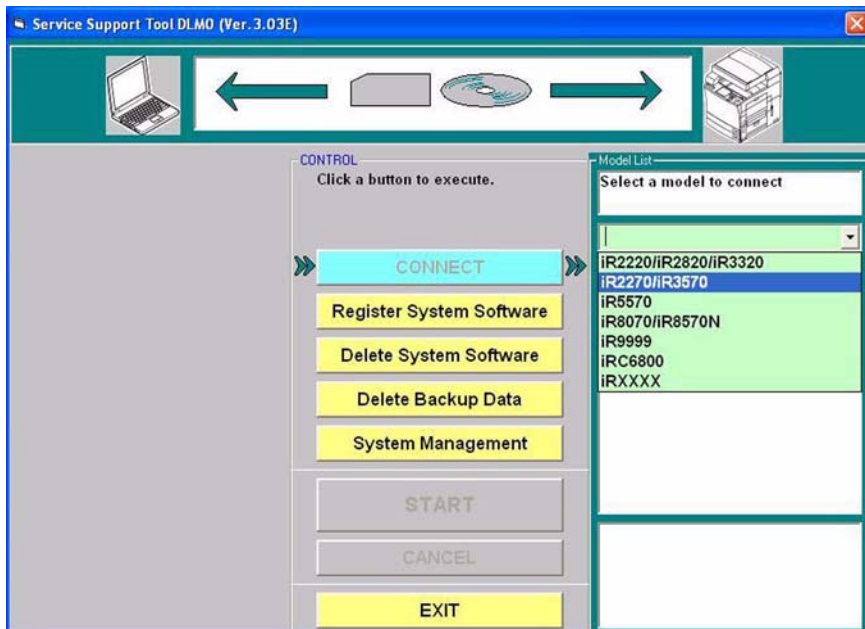 Service Support Tool DLMO (Ver.3.03E)
CONTROL
Click a button to execute.
CONNECT
Register System Software
Delete System Software
Delete Backup Data
System Management
START
CANCEL
EXIT
Model List
Select a model to connect
iR2220/iR2820/iR3320
iR2270/iR3570
iR5570
iR8070/iR8570N
iR9999
iRC6800
iRXXXX